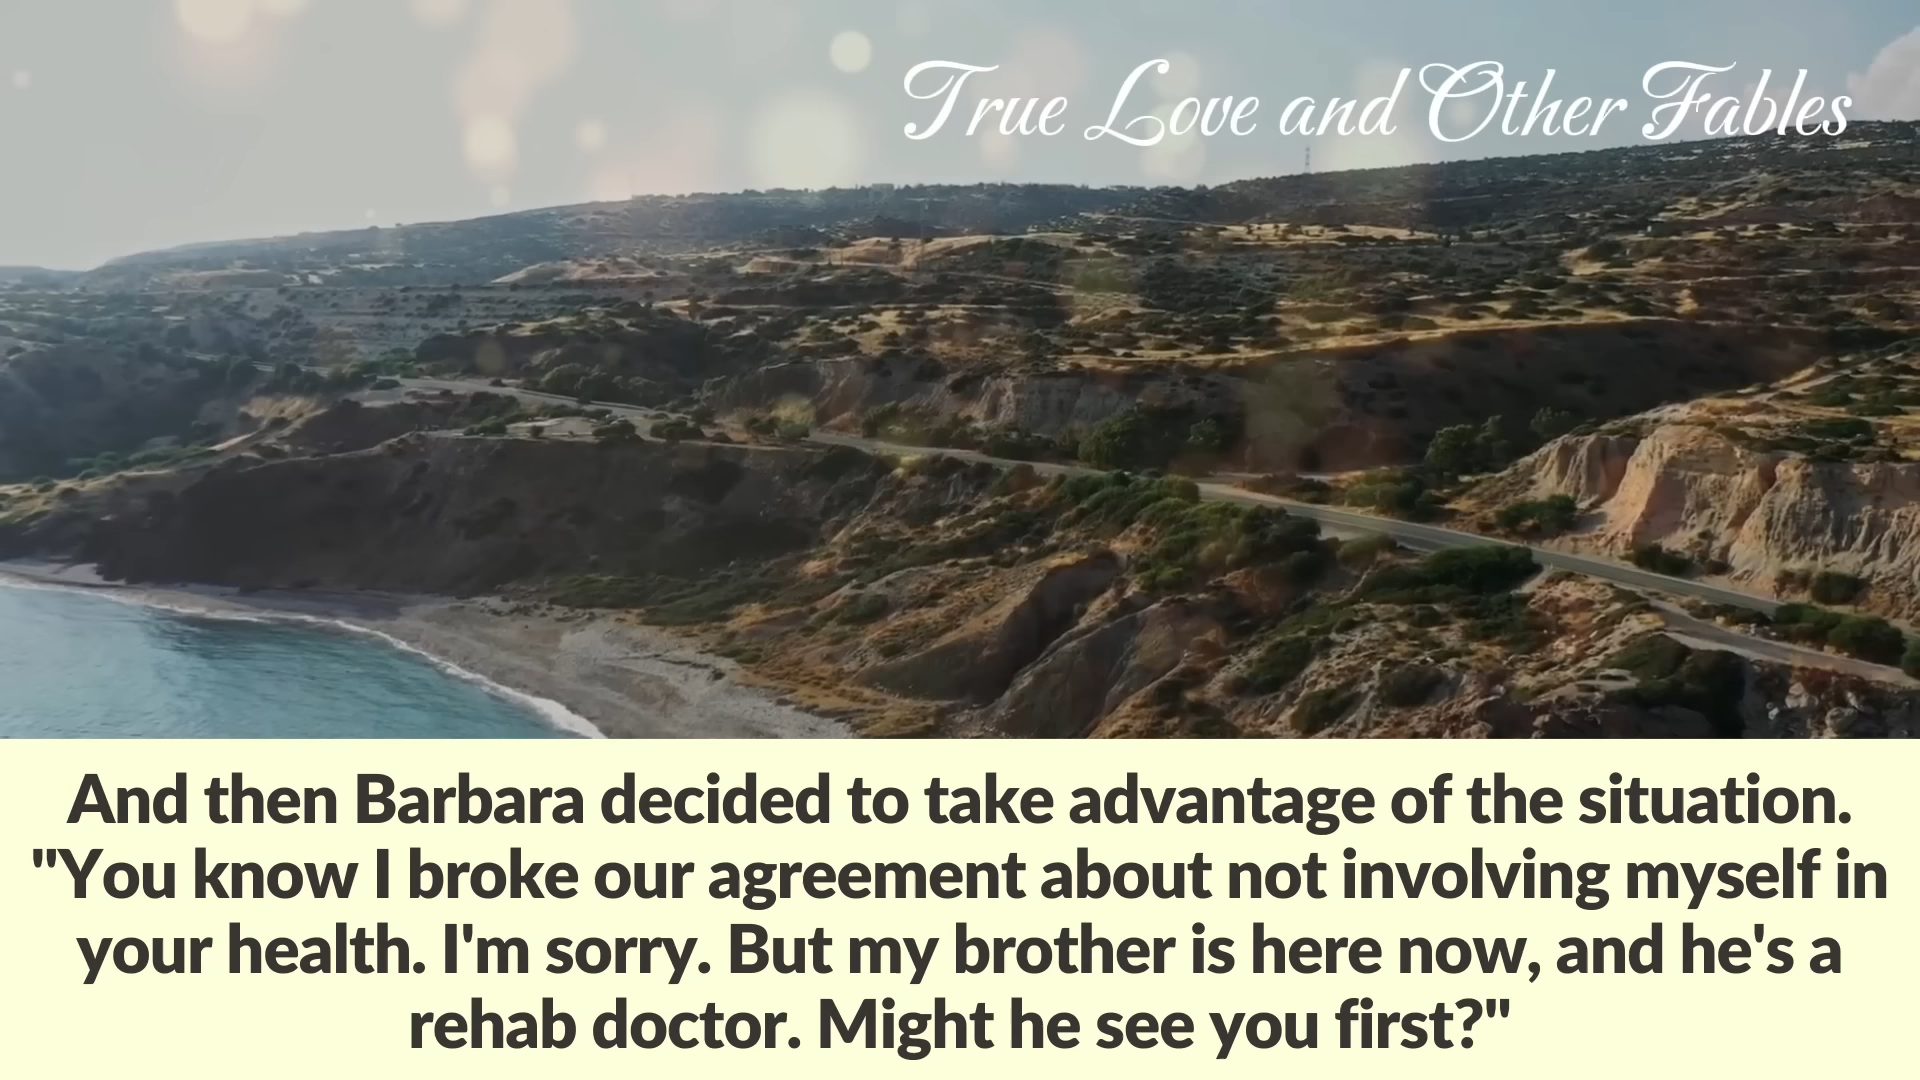 True Love and Other Fables
And then Barbara decided to take advantage of the situation.
"You know I broke our agreement about not involving myself in
your health. I'm sorry. But my brother is here now, and he's a
rehab doctor. Might he see you first?"